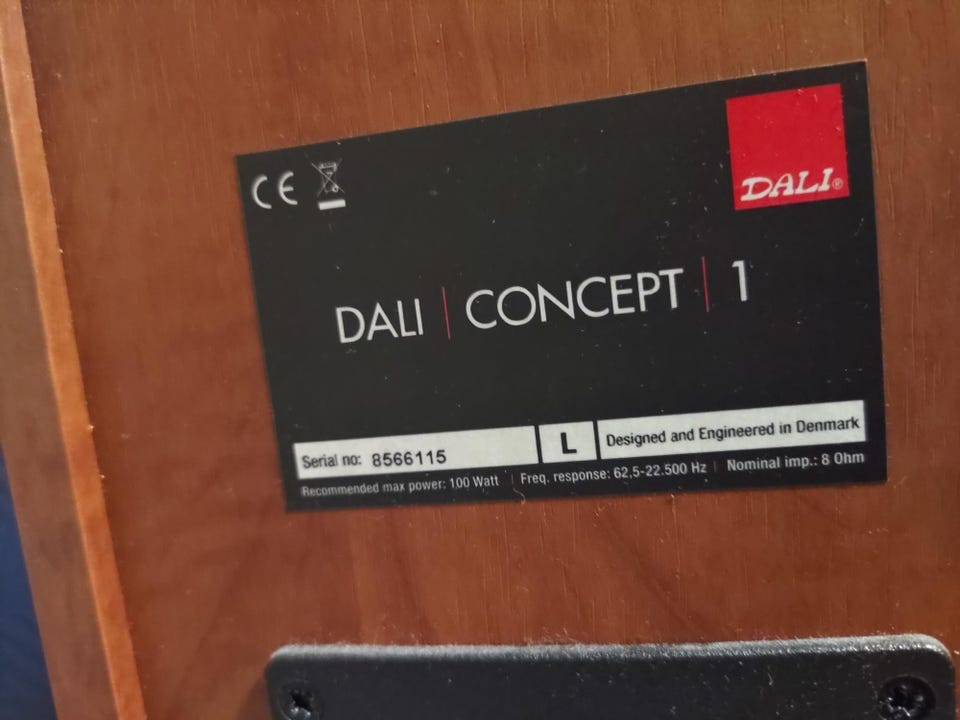 CE
DALI®
DALI | CONCEPT | 1
Serial no: 8566115 L Designed and Engineered in Denmark
Recommended max power: 100 Watt | Freq. response: 62,5-22.500 Hz | Nominal imp.: 8 Ohm